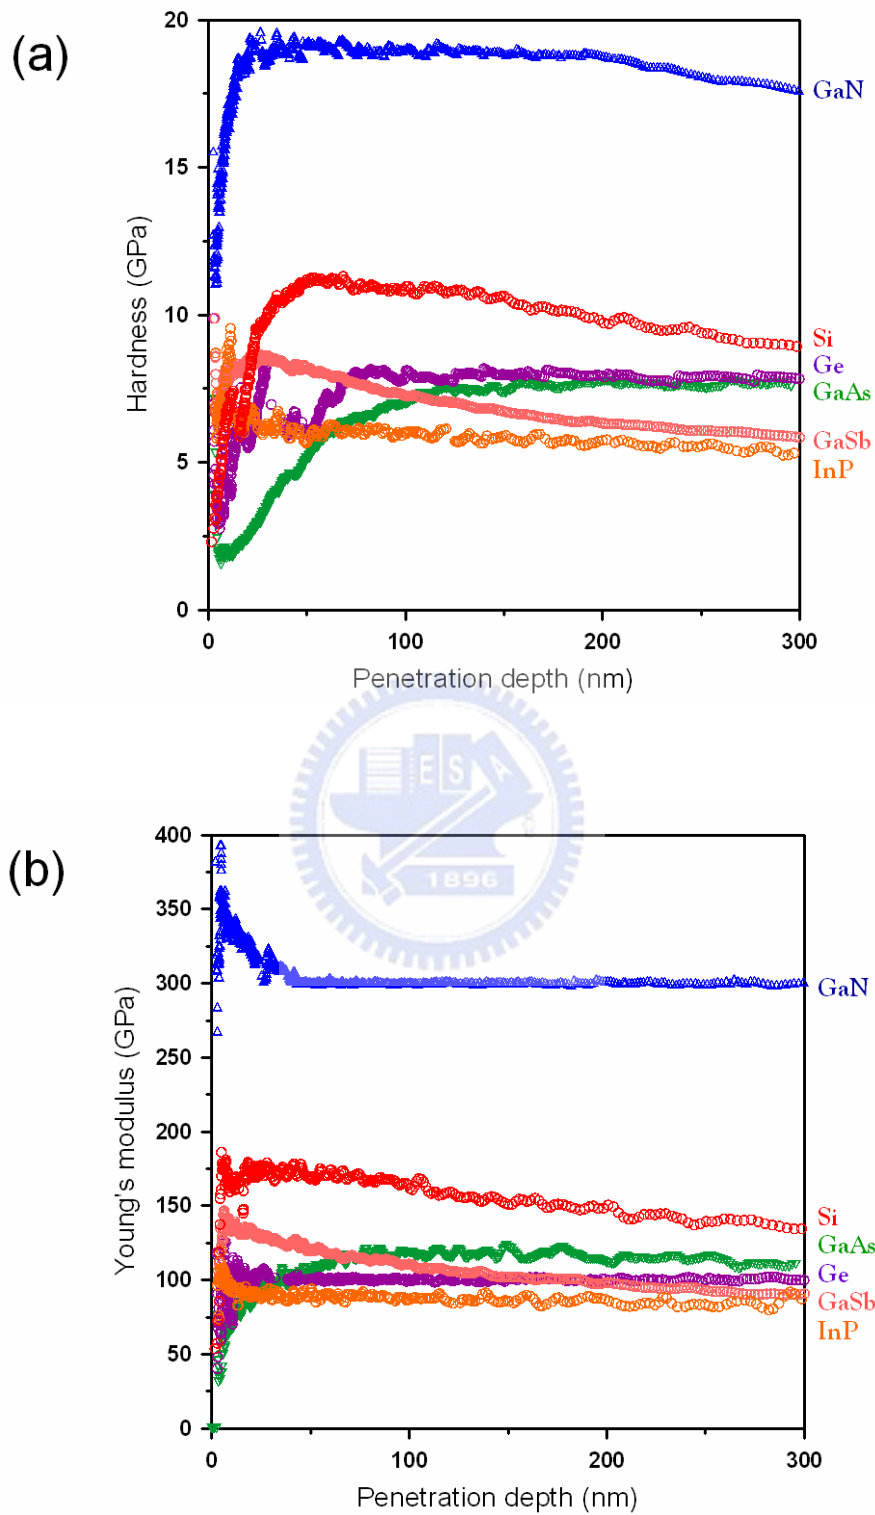 (a)
20
15
10
5
0
Hardness (GPa)
GaN
Si
Ge
GaAs
GaSb
InP
0 100 200 300
Penetration depth (nm)
E S A
1896
(b)
400
350
300
250
200
150
100
50
0
Young's modulus (GPa)
GaN
Si
GaAs
Ge
GaSb
InP
0 100 200 300
Penetration depth (nm)